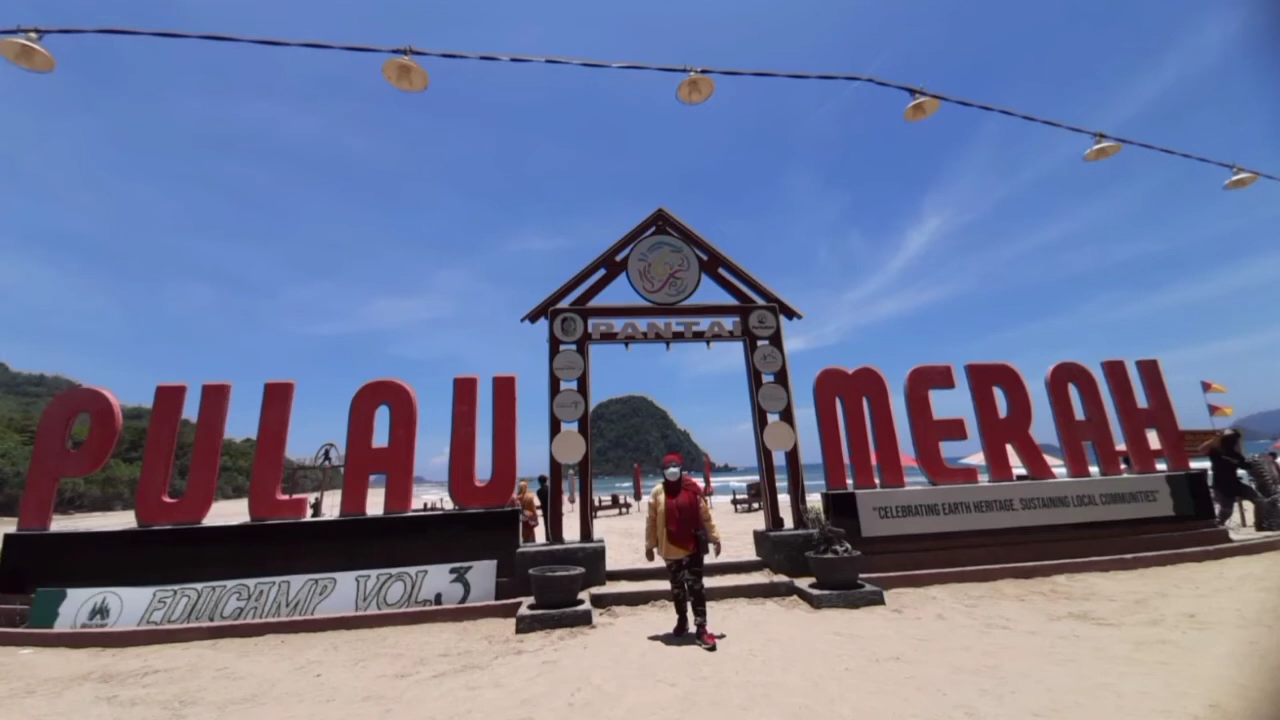 PANTAI
PULAU MERAH
"CELEBRATING EARTH HERITAGE, SUSTAINING LOCAL COMMUNITIES"
EDUCAMP VOL.3